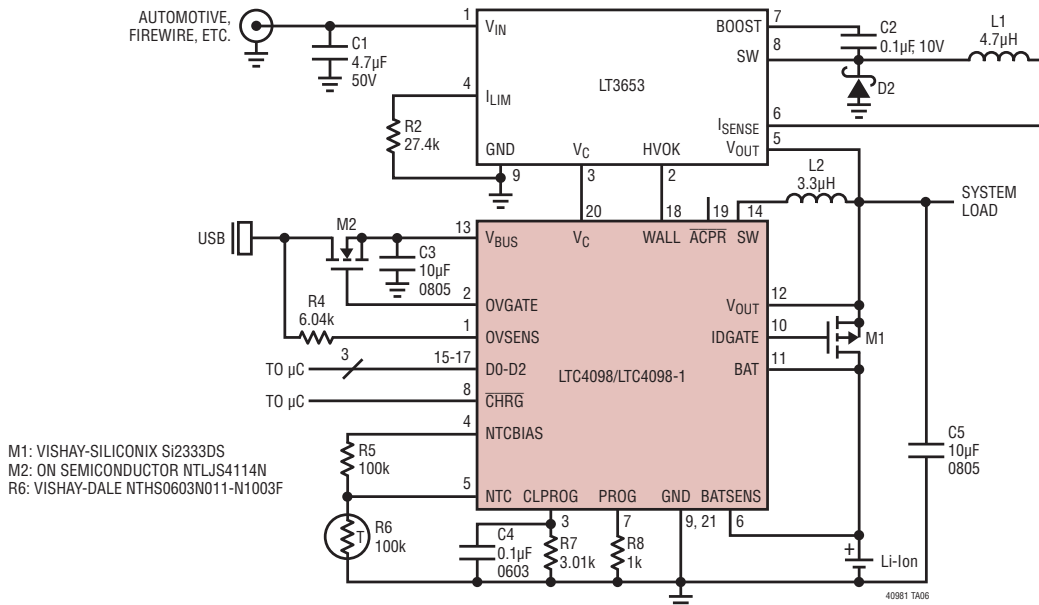 AUTOMOTIVE,
FIREWIRE, ETC.
C1
4.7µF
50V
1
VIN
4
ILIM
R2
27.4k
GND
9
VC
3
HVOK
2
LT3653
BOOST
7
SW
8
ISENSE
6
VOUT
5
C2
0.1µF, 10V
D2
L1
4.7µH
L2
3.3µH
SYSTEM
LOAD
USB
M2
C3
10µF
0805
R4
6.04k
13
VBUS
2
OVGATE
1
OVSENS
TO µC
3
15-17
D0-D2
TO µC
8
CHRG
4
NTCBIAS
5
NTC
20
VC
18
WALL
19
ACPR
14
SW
12
VOUT
10
IDGATE
11
BAT
LTC4098/LTC4098-1
M1
C5
10µF
0805
M1: VISHAY-SILICONIX Si2333DS
M2: ON SEMICONDUCTOR NTLJS4114N
R6: VISHAY-DALE NTHS0603N011-N1003F
R5
100k
T
R6
100k
CLPROG
3
PROG
7
GND
9, 21
BATSENS
6
C4
0.1µF
0603
R7
3.01k
R8
1k
+
Li-Ion
40981 TA06